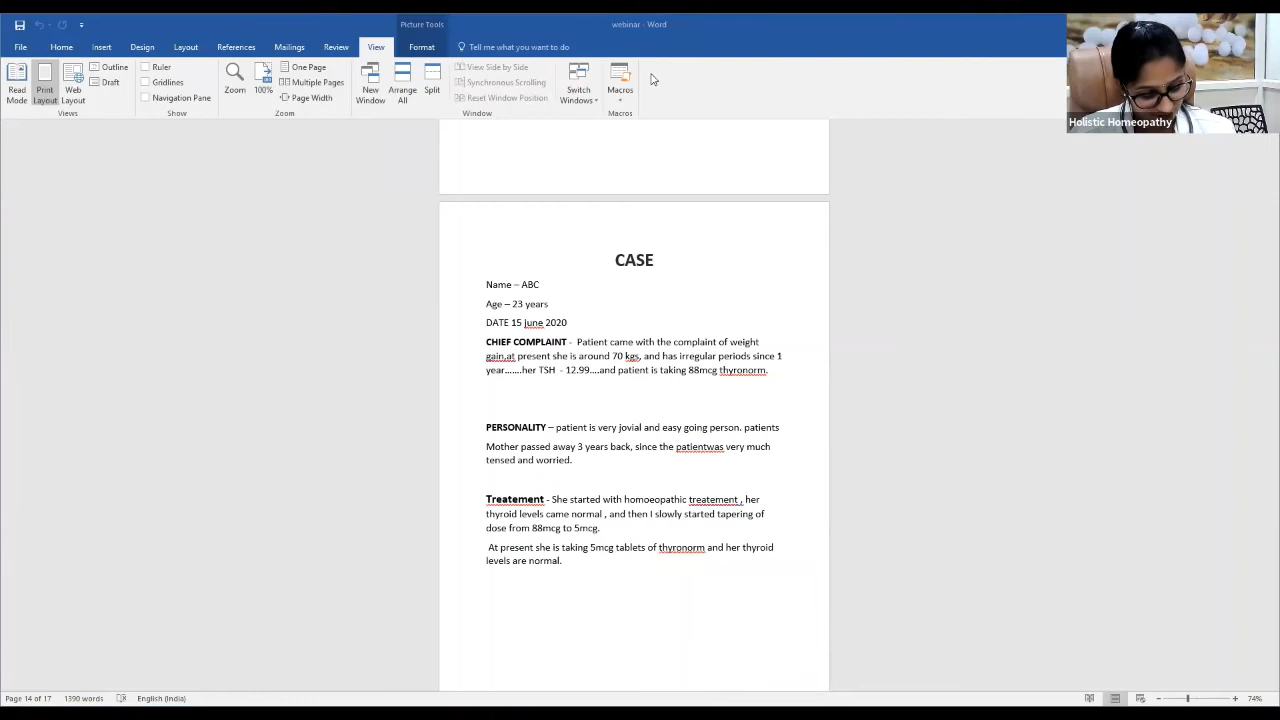 Picture Tools
webinar - Word
File Home Insert Design Layout References Mailings Review View Format Tell me what you want to do
Read Mode
Print Layout
Web Layout
Outline
Draft
Views
Ruler
Gridlines
Navigation Pane
Show
Zoom
100%
One Page
Multiple Pages
Page Width
Zoom
New Window
Arrange All
Split
View Side by Side
Synchronous Scrolling
Reset Window Position
Window
Switch Windows
Macros
Macros
Holistic Homeopathy
CASE
Name – ABC
Age – 23 years
DATE 15 june 2020
CHIEF COMPLAINT - Patient came with the complaint of weight
gain,at present she is around 70 kgs, and has irregular periods since 1
year…….her TSH - 12.99….and patient is taking 88mcg thyronorm.
PERSONALITY – patient is very jovial and easy going person. patients
Mother passed away 3 years back, since the patientwas very much
tensed and worried.
Treatement - She started with homoeopathic treatement , her
thyroid levels came normal , and then I slowly started tapering of
dose from 88mcg to 5mcg.
At present she is taking 5mcg tablets of thyronorm and her thyroid
levels are normal.
Page 14 of 17 1390 words English (India) 74%